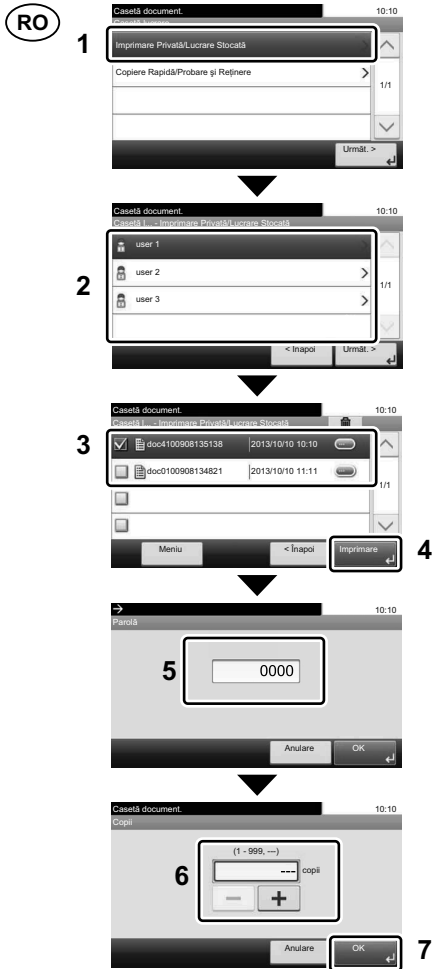 RO
Casetă document. 10:10
Casetă lucrare
1
Imprimare Privată/Lucrare Stocată
Copiere Rapidă/Probare și Reținere
1/1
Următ. >
Casetă document. 10:10
Casetă l... - Imprimare Privată/Lucrare Stocată
2
user 1
user 2
user 3
1/1
< Înapoi Următ. >
Casetă document. 10:10
Casetă l... - Imprimare Privată/Lucrare Stocată
3
doc4100908135138 2013/10/10 10:10
doc0100908134821 2013/10/10 11:11
1/1
Meniu < Înapoi Imprimare 4
10:10
Parolă
5 0000
Anulare OK
Casetă document. 10:10
Copii
(1 - 999, ---)
6 --- copii
Anulare OK 7